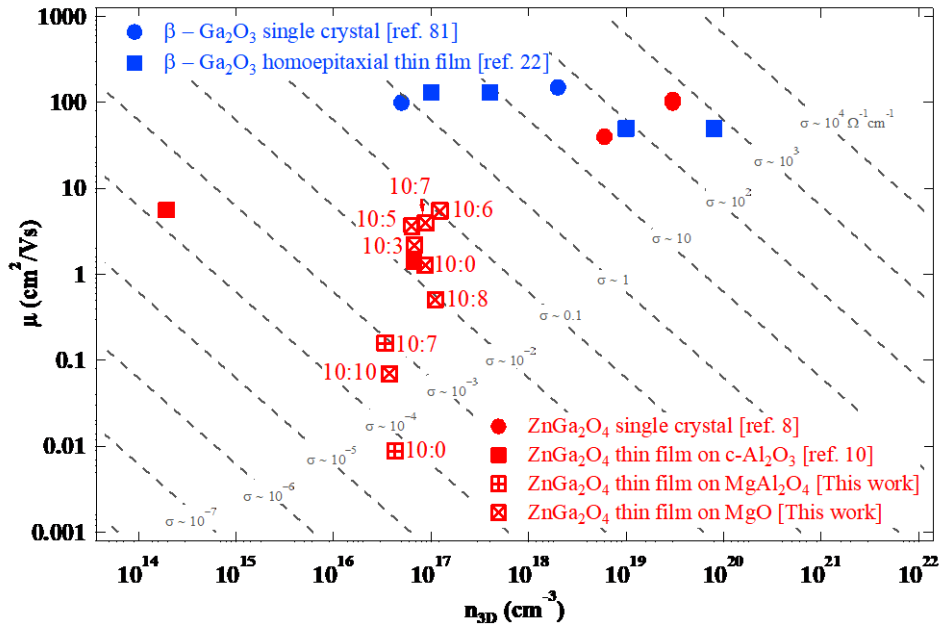 1000
100
10
1
0.1
0.01
0.001
μ (cm²/Vs)
β – Ga₂O₃ single crystal [ref. 81]
β – Ga₂O₃ homoepitaxial thin film [ref. 22]
σ ~ 10⁴ Ω⁻¹cm⁻¹
σ ~ 10³
σ ~ 10²
σ ~ 10
σ ~ 1
σ ~ 0.1
σ ~ 10⁻²
σ ~ 10⁻³
σ ~ 10⁻⁴
σ ~ 10⁻⁵
σ ~ 10⁻⁶
σ ~ 10⁻⁷
10:7
10:5
10:6
10:3
10:0
10:8
10:7
10:10
10:0
ZnGa₂O₄ single crystal [ref. 8]
ZnGa₂O₄ thin film on c-Al₂O₃ [ref. 10]
ZnGa₂O₄ thin film on MgAl₂O₄ [This work]
ZnGa₂O₄ thin film on MgO [This work]
10¹⁴
10¹⁵
10¹⁶
10¹⁷
10¹⁸
10¹⁹
10²⁰
10²¹
10²²
n₃D (cm⁻³)